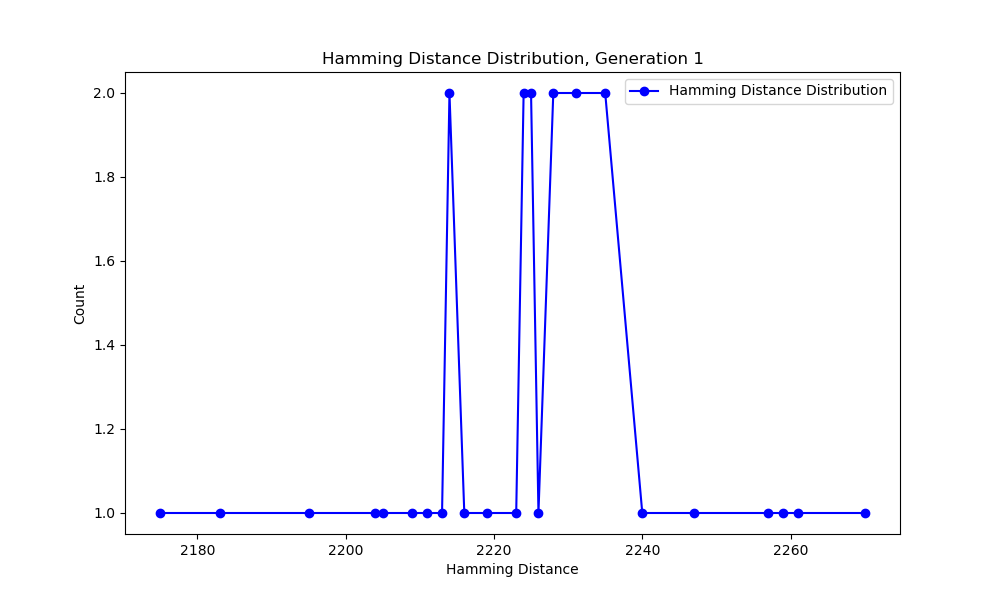 Hamming Distance Distribution, Generation 1
Hamming Distance Distribution
2.0
1.8
1.6
1.4
1.2
1.0
Count
2180 2200 2220 2240 2260
Hamming Distance